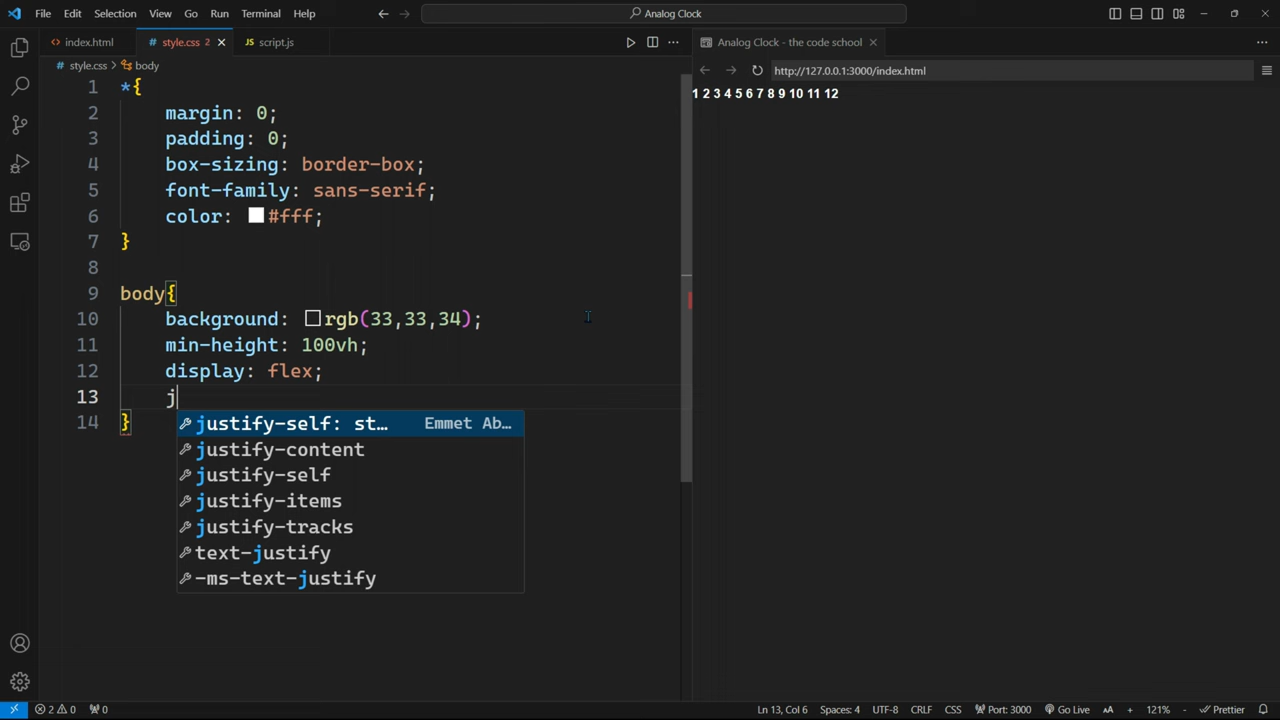 File Edit Selection View Go Run Terminal Help
Analog Clock
index.html
style.css 2
script.js
Analog Clock - the code school
style.css > body
http://127.0.0.1:3000/index.html
1 2 3 4 5 6 7 8 9 10 11 12
1 *{
2 margin: 0;
3 padding: 0;
4 box-sizing: border-box;
5 font-family: sans-serif;
6 color: #fff;
7 }
8
9 body{
10 background: rgb(33,33,34);
11 min-height: 100vh;
12 display: flex;
13 j
14 }
justify-self: st… Emmet Ab…
justify-content
justify-self
justify-items
justify-tracks
text-justify
-ms-text-justify
2 0 0 Ln 13, Col 6 Spaces: 4 UTF-8 CRLF CSS Port: 3000 Go Live AA + 121% - Prettier